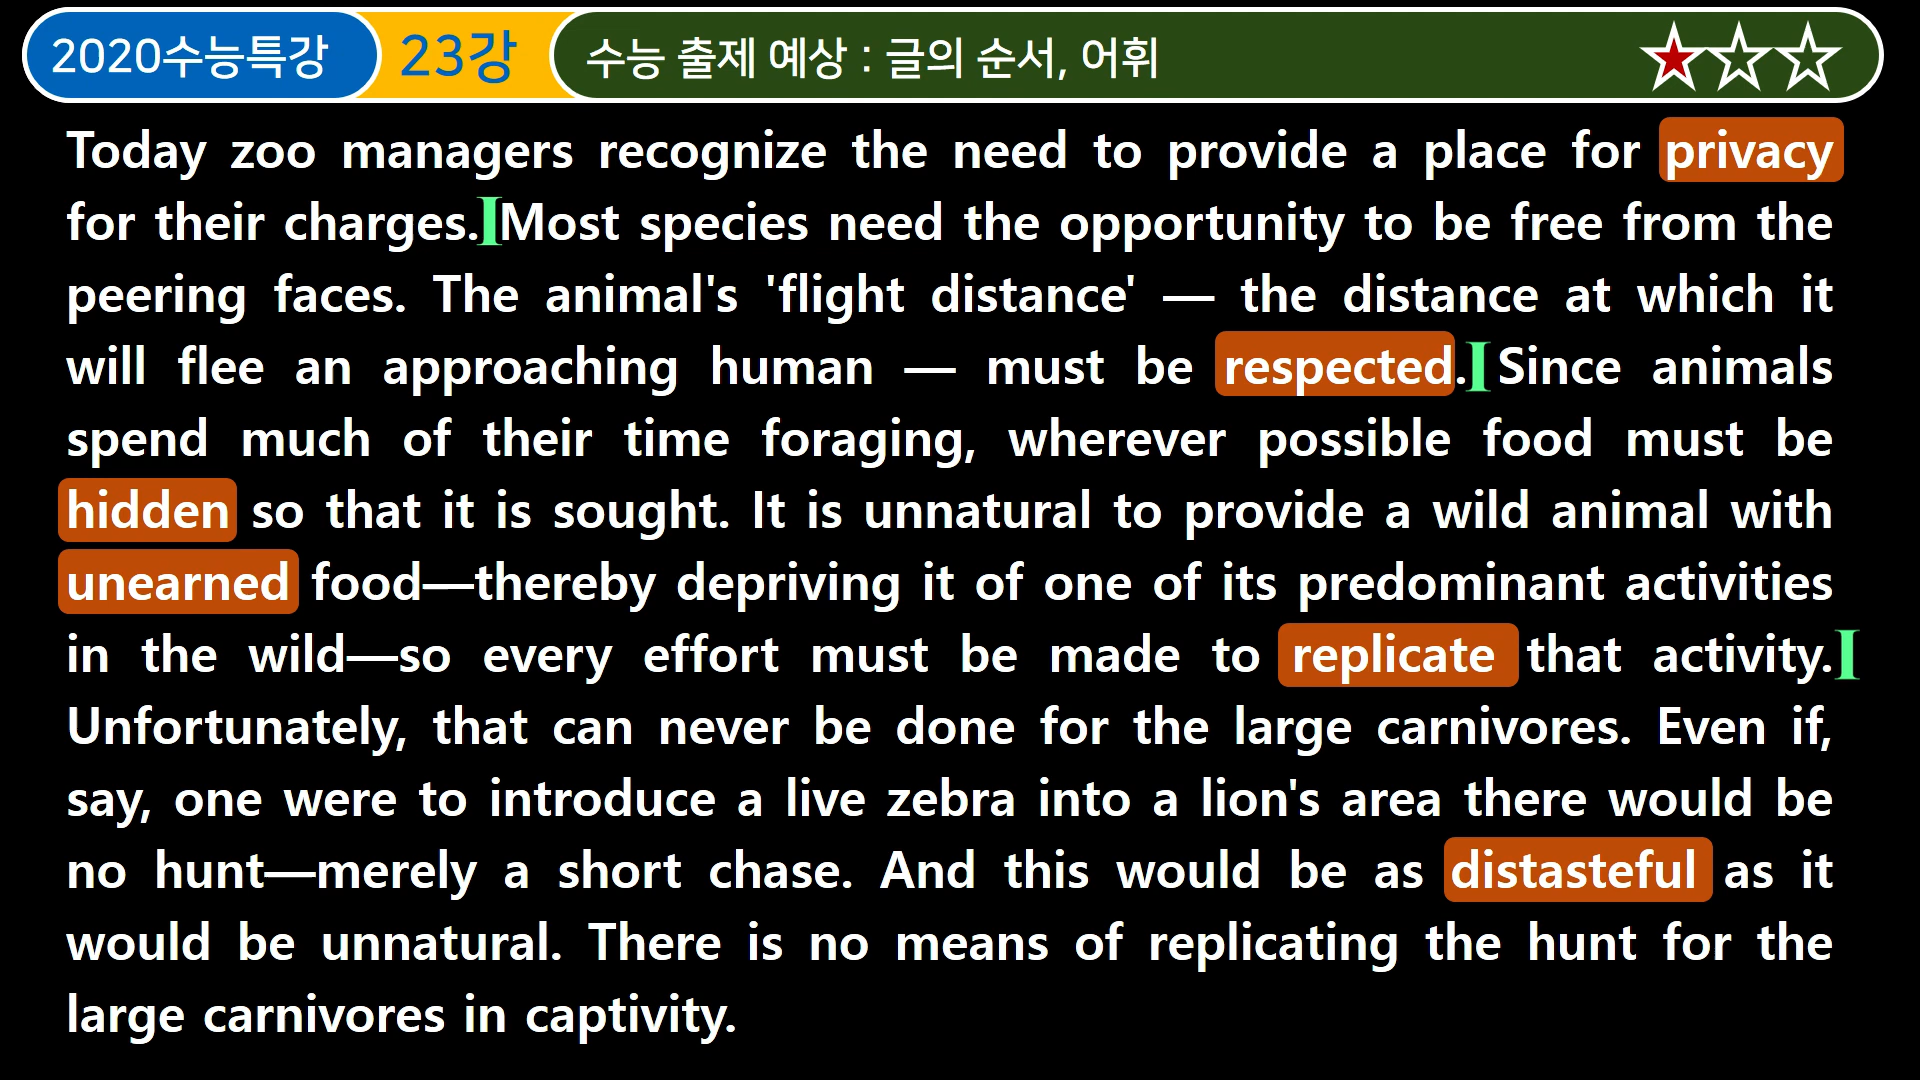 2020수능특강 23강 수능 출제 예상 : 글의 순서, 어휘
Today zoo managers recognize the need to provide a place for privacy
for their charges. Most species need the opportunity to be free from the
peering faces. The animal's 'flight distance' — the distance at which it
will flee an approaching human — must be respected. Since animals
spend much of their time foraging, wherever possible food must be
hidden so that it is sought. It is unnatural to provide a wild animal with
unearned food—thereby depriving it of one of its predominant activities
in the wild—so every effort must be made to replicate that activity.
Unfortunately, that can never be done for the large carnivores. Even if,
say, one were to introduce a live zebra into a lion's area there would be
no hunt—merely a short chase. And this would be as distasteful as it
would be unnatural. There is no means of replicating the hunt for the
large carnivores in captivity.